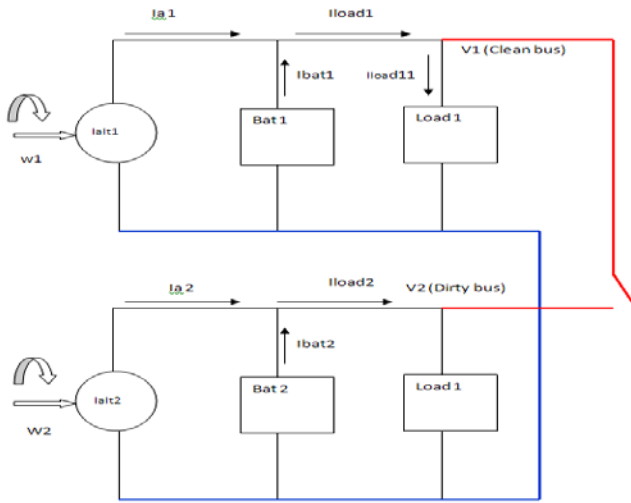 Ia1
Iload1
V1 (Clean bus)
Ibat1
Iload11
Ialt1
Bat 1
Load 1
w1
Ia2
Iload2
V2 (Dirty bus)
Ibat2
Ialt2
Bat 2
Load 1
W2